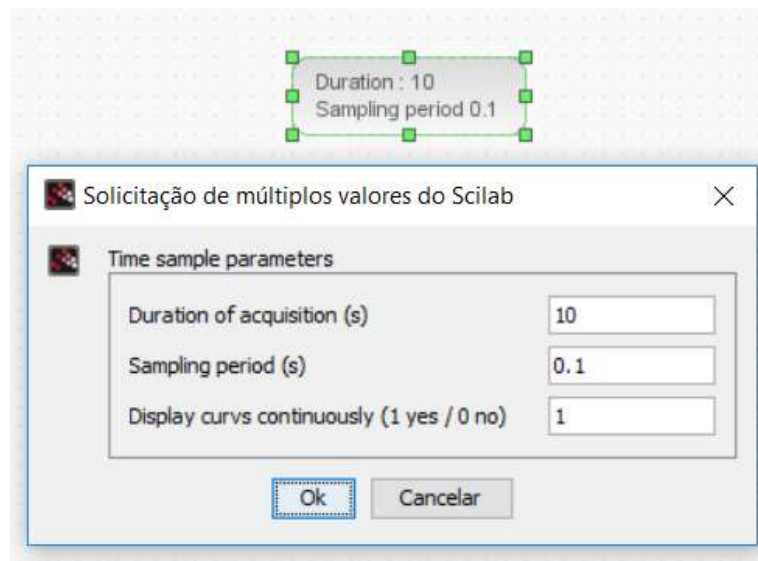 Duration : 10
Sampling period 0.1
Solicitação de múltiplos valores do Scilab
Time sample parameters
Duration of acquisition (s) 10
Sampling period (s) 0.1
Display curvs continuously (1 yes / 0 no) 1
Ok Cancelar